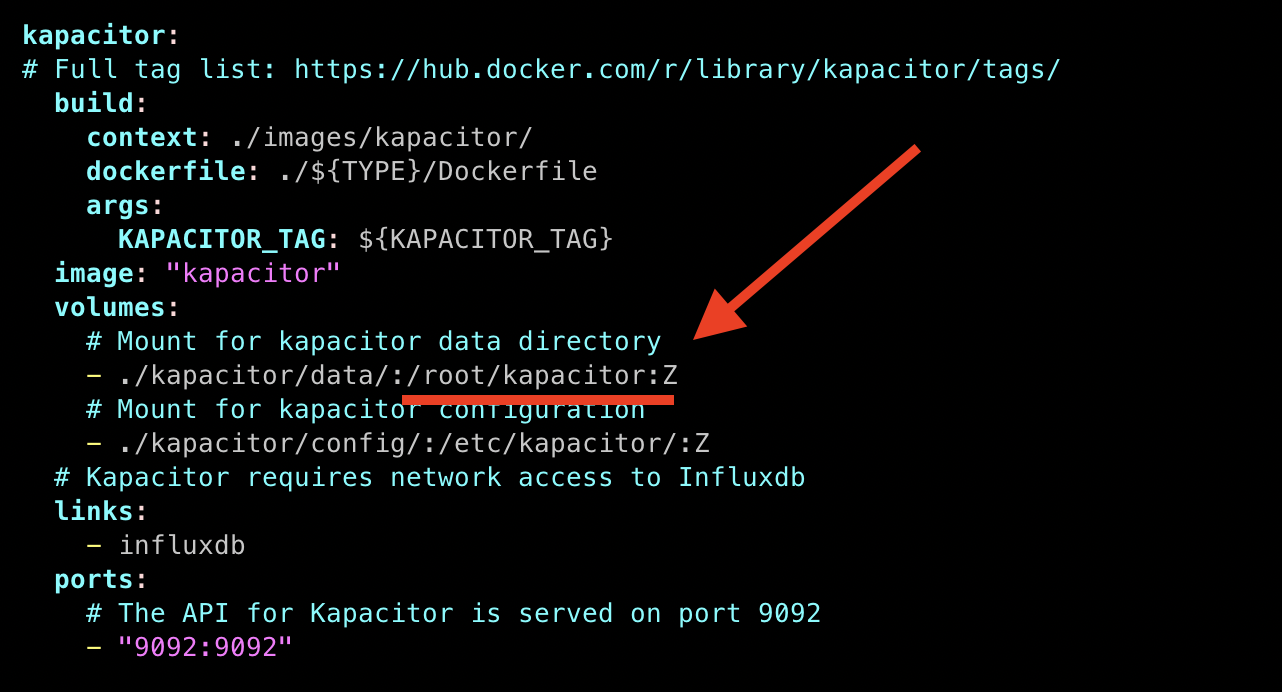 kapacitor:
# Full tag list: https://hub.docker.com/r/library/kapacitor/tags/
  build:
    context: ./images/kapacitor/
    dockerfile: ./${TYPE}/Dockerfile
    args:
      KAPACITOR_TAG: ${KAPACITOR_TAG}
  image: "kapacitor"
  volumes:
    # Mount for kapacitor data directory
    - ./kapacitor/data/:/root/kapacitor:Z
    # Mount for kapacitor configuration
    - ./kapacitor/config/:/etc/kapacitor/:Z
  # Kapacitor requires network access to Influxdb
  links:
    - influxdb
  ports:
    # The API for Kapacitor is served on port 9092
    - "9092:9092"